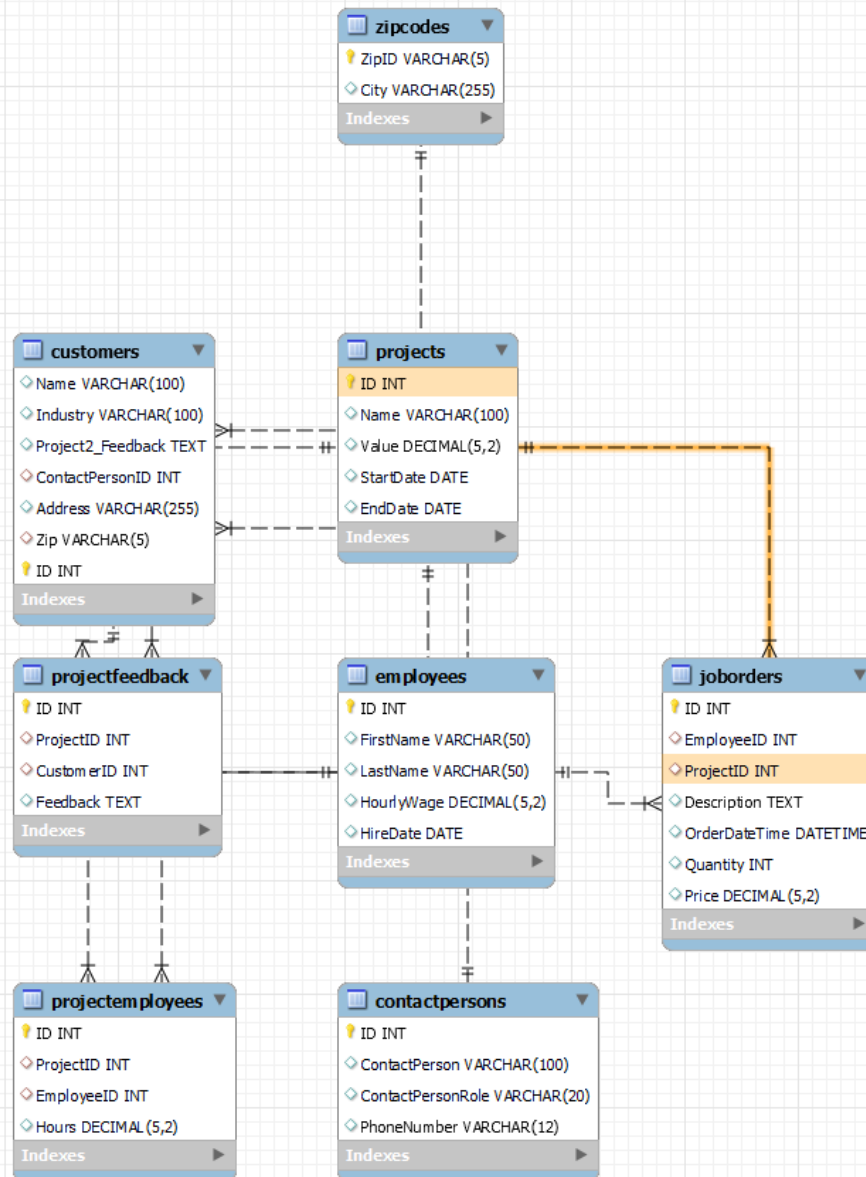 zipcodes
ZipID VARCHAR(5)
City VARCHAR(255)
Indexes
customers
Name VARCHAR(100)
Industry VARCHAR(100)
Project2_Feedback TEXT
ContactPersonID INT
Address VARCHAR(255)
Zip VARCHAR(5)
ID INT
Indexes
projects
ID INT
Name VARCHAR(100)
Value DECIMAL(5,2)
StartDate DATE
EndDate DATE
Indexes
projectfeedback
ID INT
ProjectID INT
CustomerID INT
Feedback TEXT
Indexes
employees
ID INT
FirstName VARCHAR(50)
LastName VARCHAR(50)
HourlyWage DECIMAL(5,2)
HireDate DATE
Indexes
joborders
ID INT
EmployeeID INT
ProjectID INT
Description TEXT
OrderDateTime DATETIME
Quantity INT
Price DECIMAL(5,2)
Indexes
projectemployees
ID INT
ProjectID INT
EmployeeID INT
Hours DECIMAL(5,2)
Indexes
contactpersons
ID INT
ContactPerson VARCHAR(100)
ContactPersonRole VARCHAR(20)
PhoneNumber VARCHAR(12)
Indexes